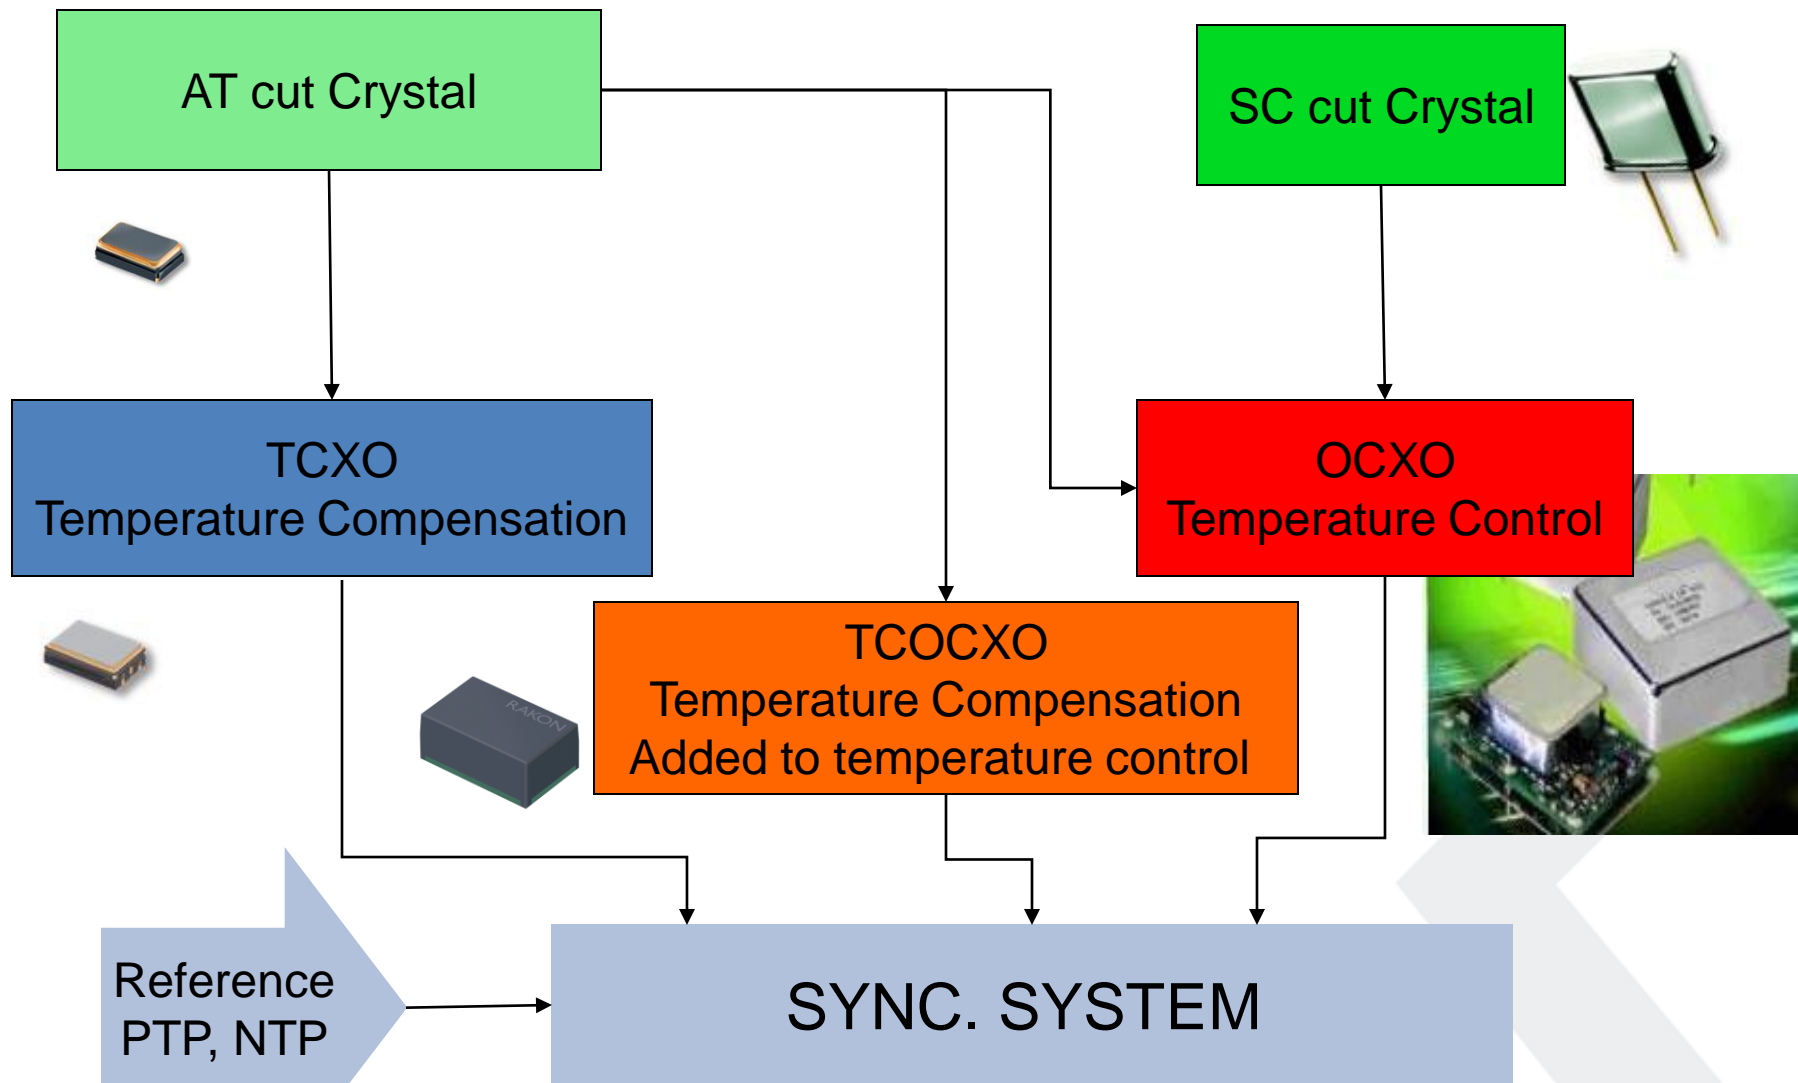 AT cut Crystal
SC cut Crystal
TCXO
Temperature Compensation
OCXO
Temperature Control
TCOCXO
Temperature Compensation
Added to temperature control
RAKON
Reference
PTP, NTP
SYNC. SYSTEM